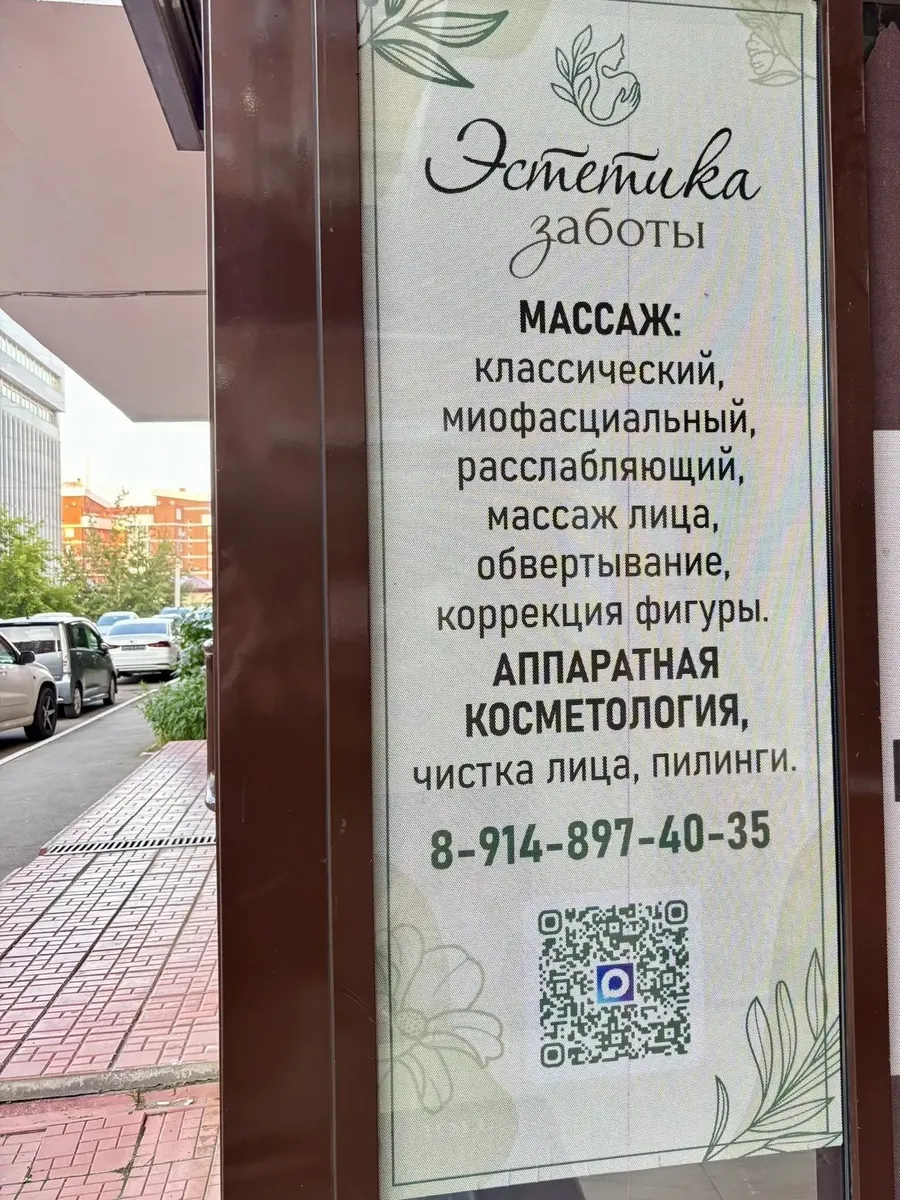 Эстетика
заботы
МАССАЖ:
классический,
миофасциальный,
расслабляющий,
массаж лица,
обвертывание,
коррекция фигуры.
АППАРАТНАЯ
КОСМЕТОЛОГИЯ,
чистка лица, пилинги.
8-914-897-40-35